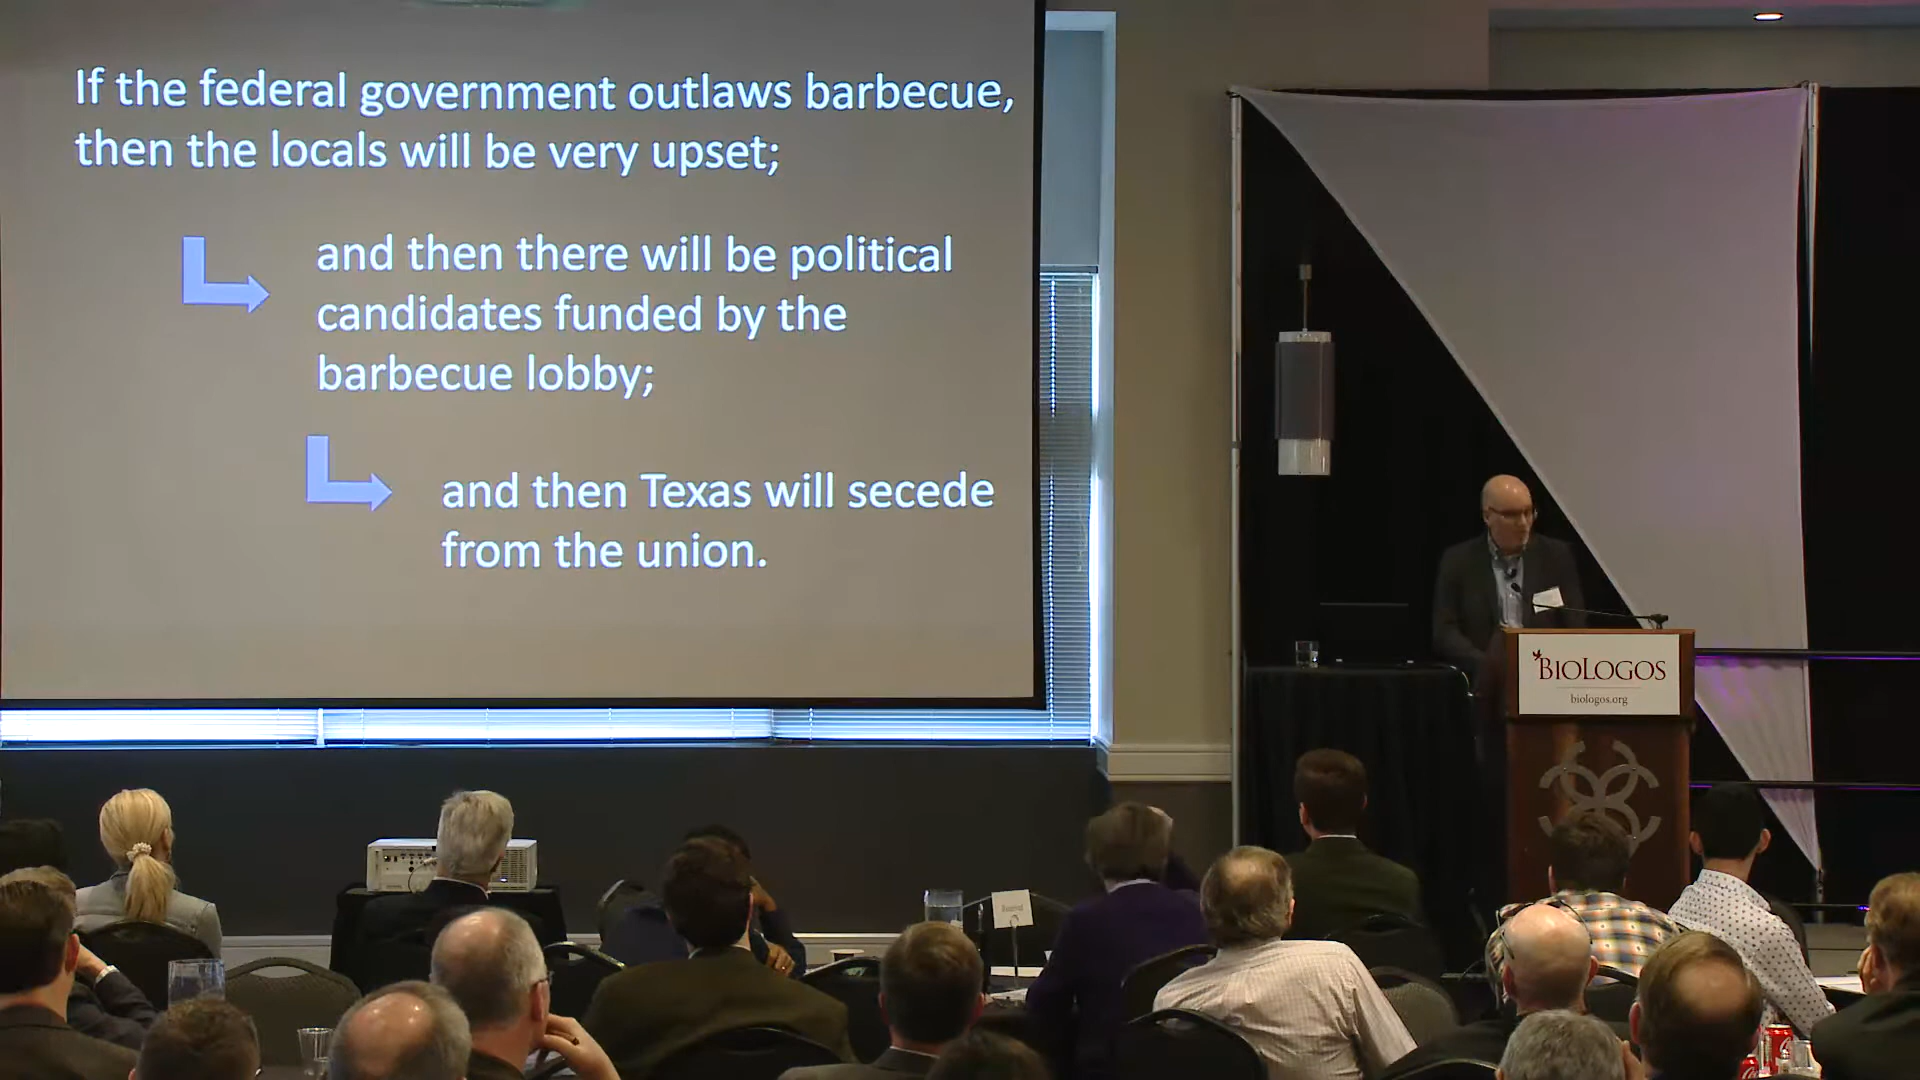 If the federal government outlaws barbecue,
then the locals will be very upset;
and then there will be political
candidates funded by the
barbecue lobby;
and then Texas will secede
from the union.
BIOLOGOS
biologos.org
Reserved